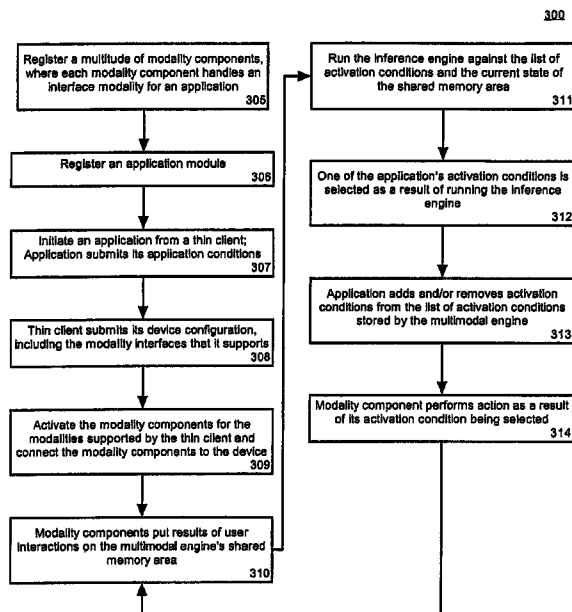 300
Register a multitude of modality components,
where each modality component handles an
interface modality for an application
305
Register an application module
306
Initiate an application from a thin client;
Application submits its application conditions
307
Thin client submits its device configuration,
including the modality interfaces that it supports
308
Activate the modality components for the
modalities supported by the thin client and
connect the modality components to the device
309
Modality components put results of user
interactions on the multimodal engine's shared
memory area
310
Run the inference engine against the list of
activation conditions and the current state of
the shared memory area
311
One of the application's activation conditions is
selected as a result of running the inference
engine
312
Application adds and/or removes activation
conditions from the list of activation conditions
stored by the multimodal engine
313
Modality component performs action as a result
of its activation condition being selected
314